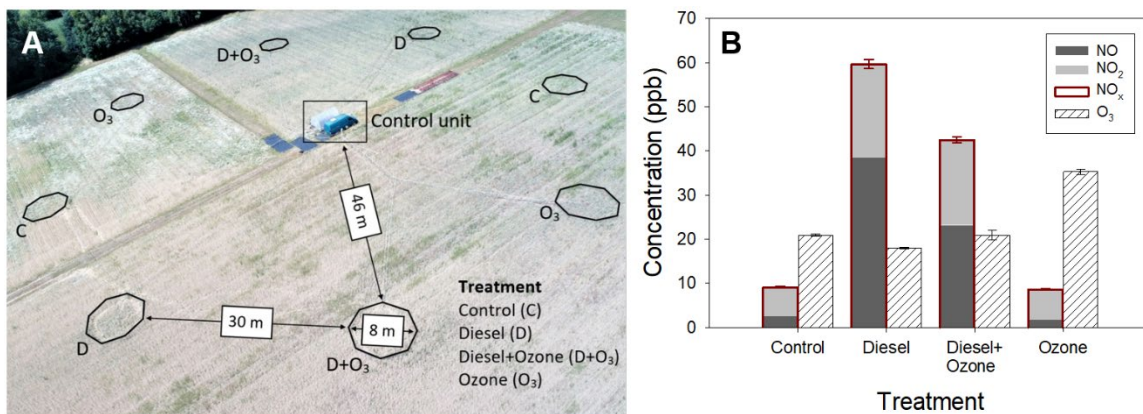 A
D+O₃
D
O₃
C
Control unit
C
46 m
O₃
D
30 m
8 m
D+O₃
Treatment
Control (C)
Diesel (D)
Diesel+Ozone (D+O₃)
Ozone (O₃)
B
70
60
50
40
30
20
10
0
Concentration (ppb)
NO
NO₂
NOₓ
O₃
Control
Diesel
Diesel+
Ozone
Ozone
Treatment